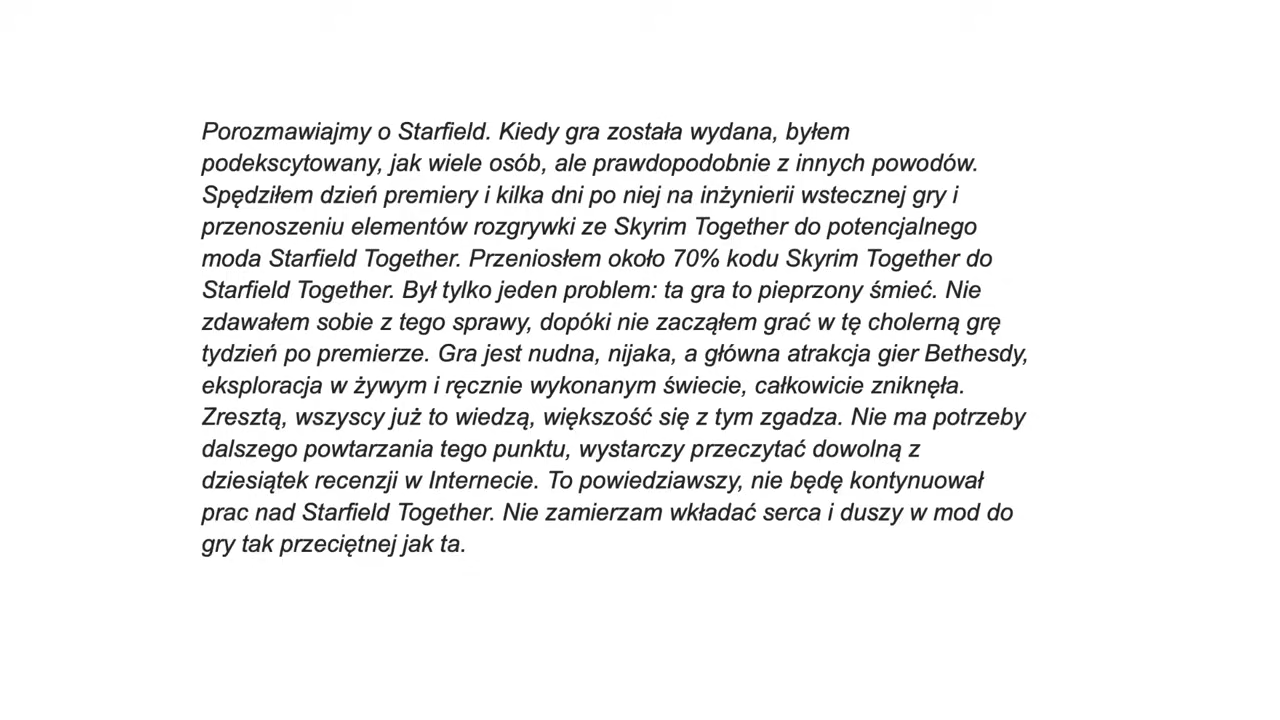 Porozmawiajmy o Starfield. Kiedy gra została wydana, byłem
podekscytowany, jak wiele osób, ale prawdopodobnie z innych powodów.
Spędziłem dzień premiery i kilka dni po niej na inżynierii wstecznej gry i
przenoszeniu elementów rozgrywki ze Skyrim Together do potencjalnego
moda Starfield Together. Przeniosłem około 70% kodu Skyrim Together do
Starfield Together. Był tylko jeden problem: ta gra to pieprzony śmieć. Nie
zdawałem sobie z tego sprawy, dopóki nie zacząłem grać w tę cholerną grę
tydzień po premierze. Gra jest nudna, nijaka, a główna atrakcja gier Bethesdy,
eksploracja w żywym i ręcznie wykonanym świecie, całkowicie zniknęła.
Zresztą, wszyscy już to wiedzą, większość się z tym zgadza. Nie ma potrzeby
dalszego powtarzania tego punktu, wystarczy przeczytać dowolną z
dziesiątek recenzji w Internecie. To powiedziawszy, nie będę kontynuował
prac nad Starfield Together. Nie zamierzam wkładać serca i duszy w mod do
gry tak przeciętnej jak ta.